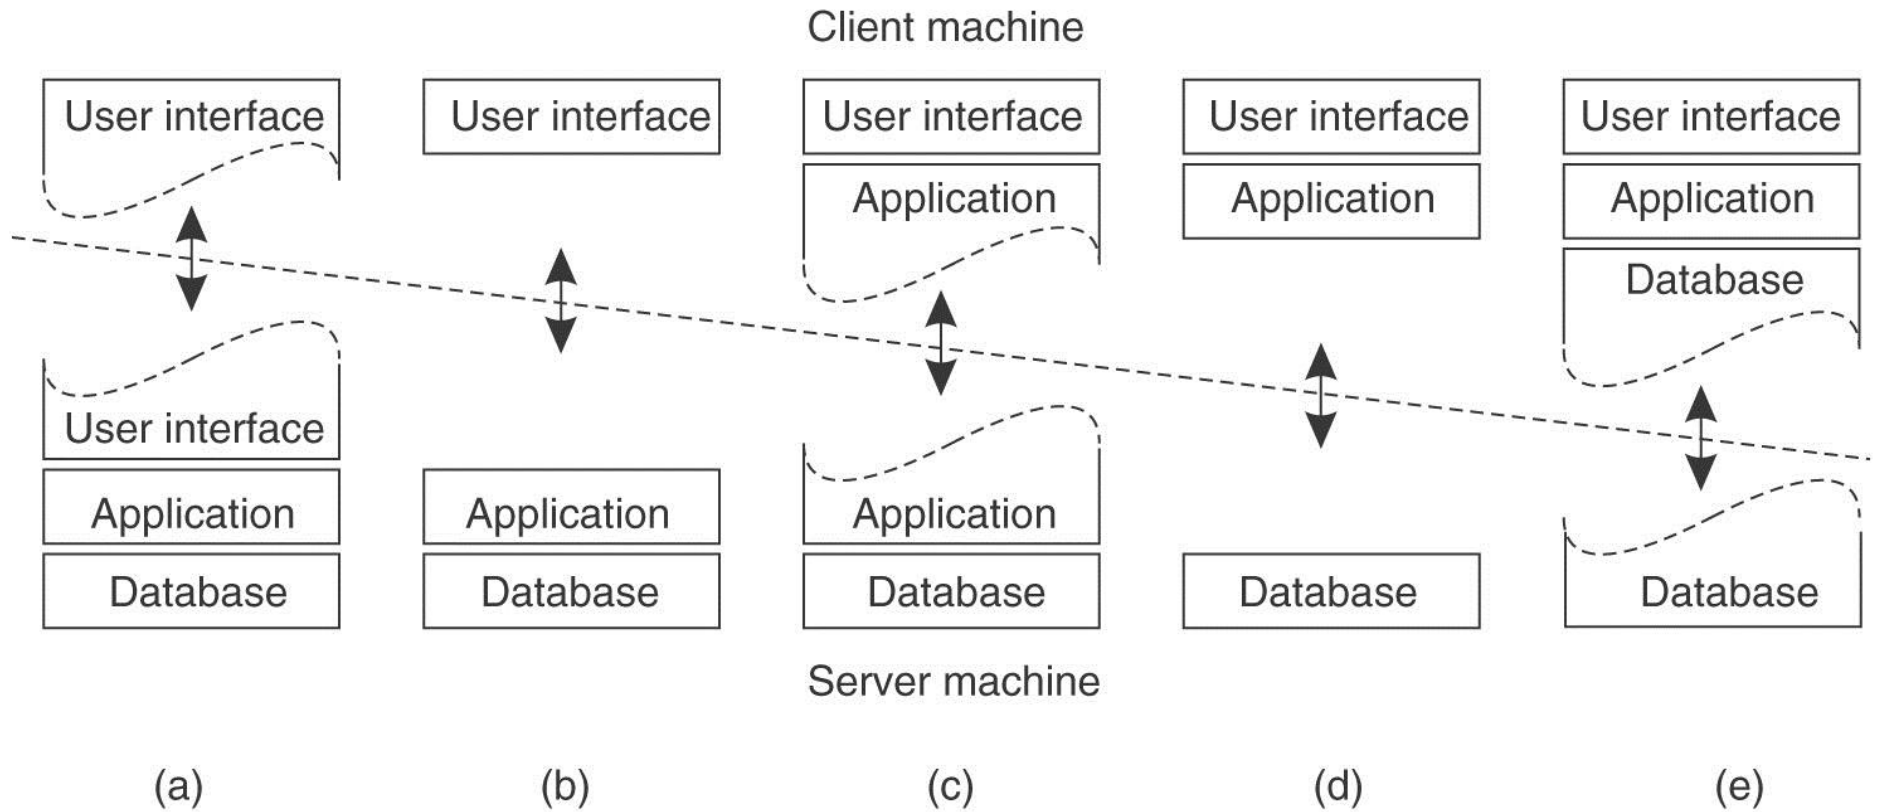 Client machine
User interface
User interface
User interface
User interface
User interface
Application
Application
Application
Database
User interface
Application
Application
Application
Database
Database
Database
Database
Database
Server machine
(a)
(b)
(c)
(d)
(e)